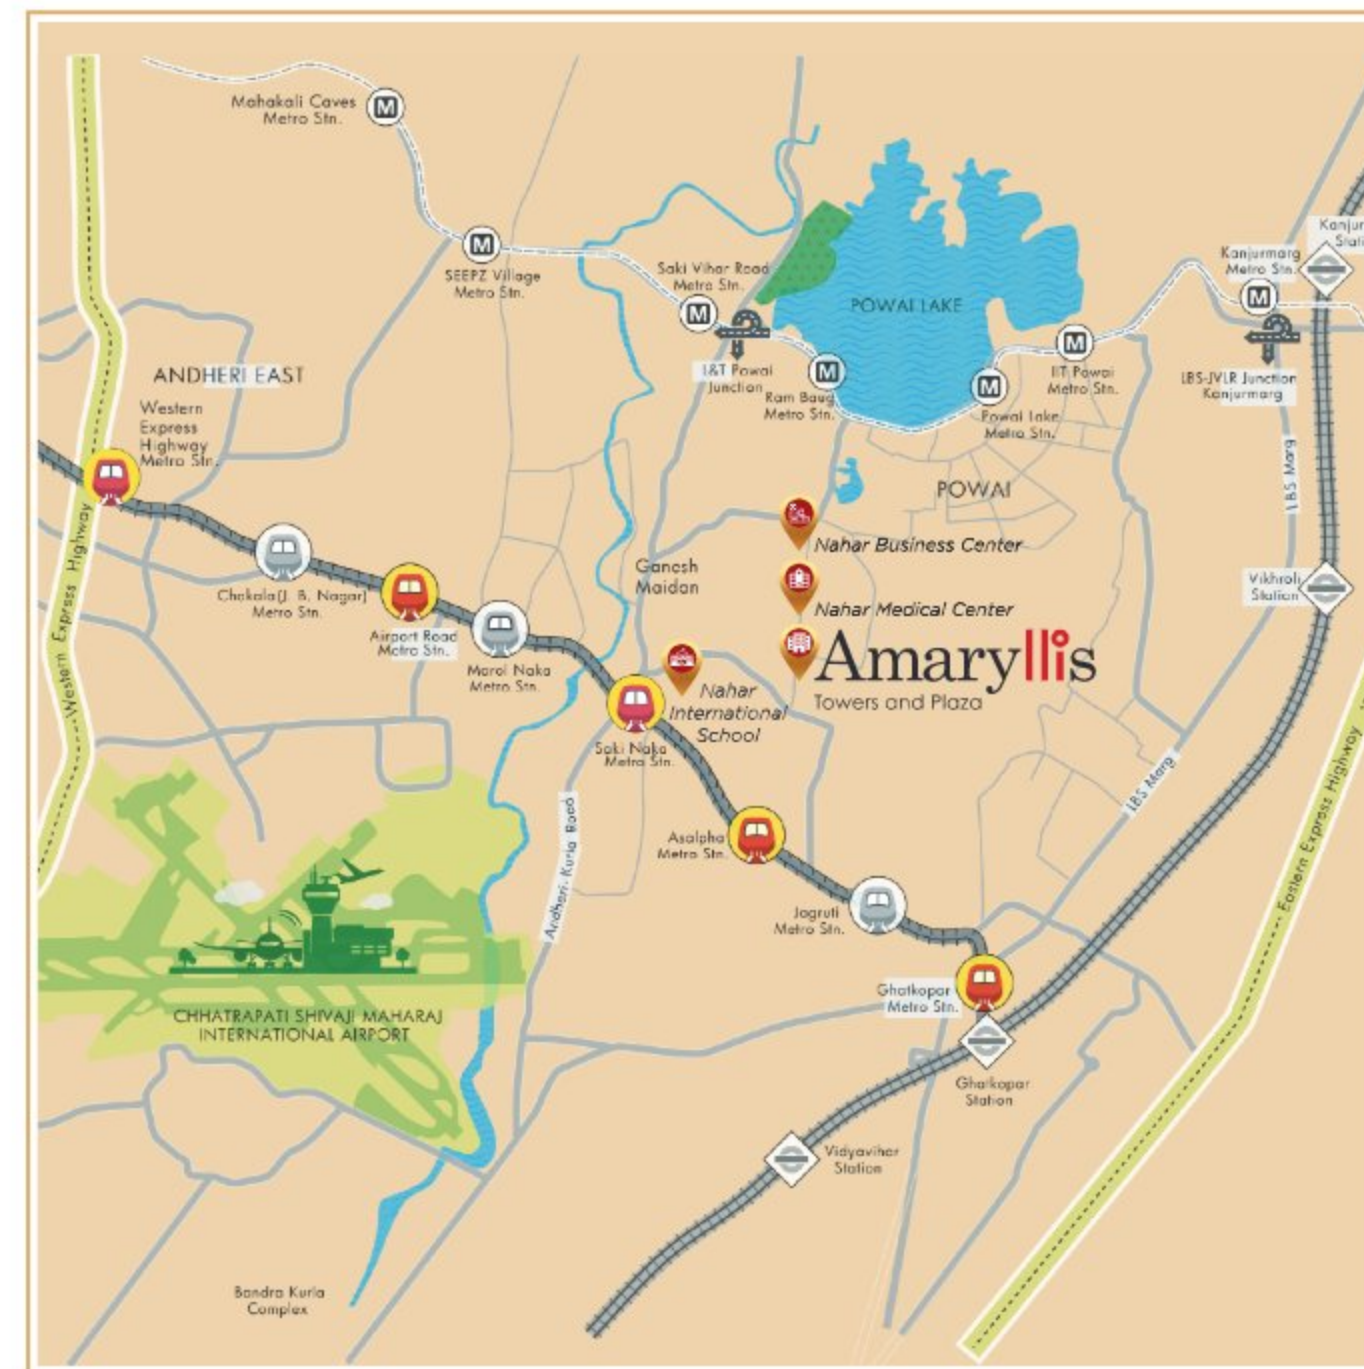 Mahakali Caves
Metro Stn.
SEEPZ Village
Metro Stn.
Saki Vihar Road
Metro Stn.
POWAI LAKE
Kanjurmarg
Metro Stn.
L&T Powai
Junction
Ram Baug
Metro Stn.
IIT Powai
Metro Stn.
Powai Lake
Metro Stn.
LBS-JVLR Junction
Kanjurmarg
ANDHERI EAST
Western
Express
Highway
Metro Stn.
LBS Marg
POWAI
Nahar Business Center
Western Express Highway
Chakala(J. B. Nagar)
Metro Stn.
Ganesh
Maidan
Vikhroli
Station
Nahar Medical Center
Airport Road
Metro Stn.
Marol Naka
Metro Stn.
Amaryllis
Towers and Plaza
Nahar
International
School
Saki Naka
Metro Stn.
LBS Marg
Eastern Express Highway
Asalpha
Metro Stn.
Andheri-Kurla Road
Jagruti
Metro Stn.
Ghatkopar
Metro Stn.
CHHATRAPATI SHIVAJI MAHARAJ
INTERNATIONAL AIRPORT
Ghatkopar
Station
Vidyavihar
Station
Bandra Kurla
Complex
M
M
M
M
M
M
M